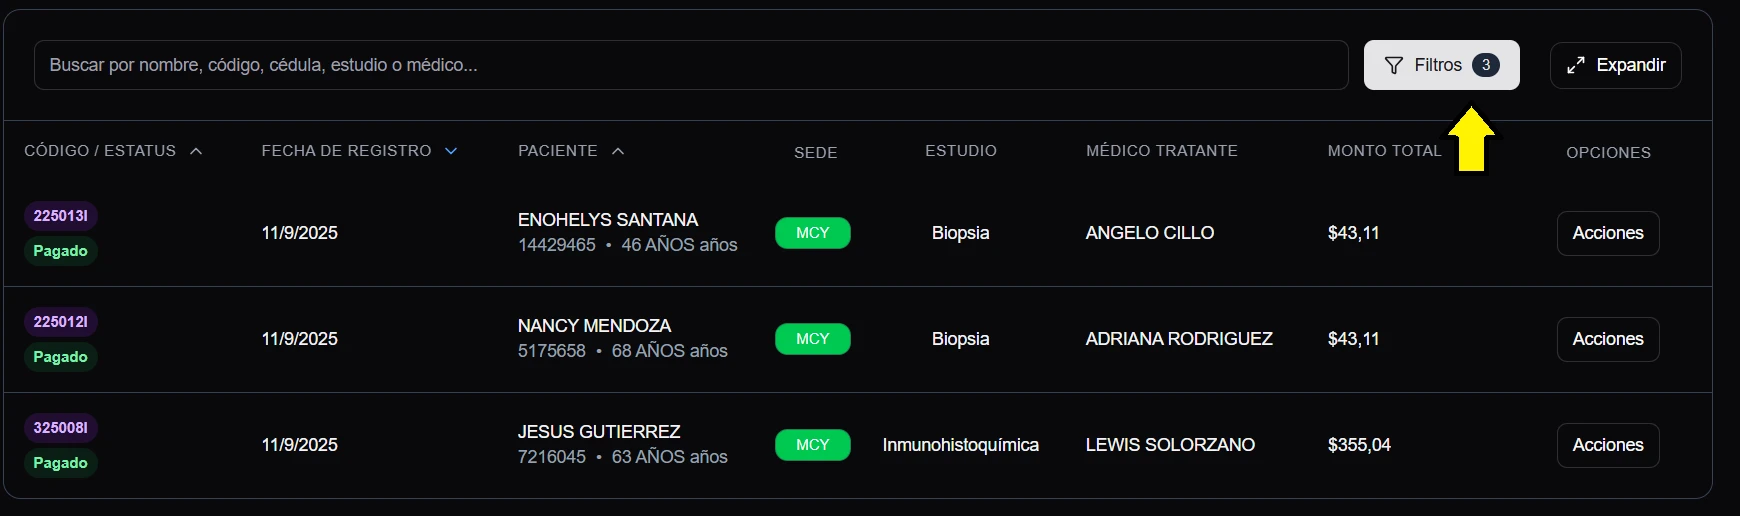 Buscar por nombre, código, cédula, estudio o médico...
Filtros 3
Expandir
CÓDIGO / ESTATUS FECHA DE REGISTRO PACIENTE SEDE ESTUDIO MÉDICO TRATANTE MONTO TOTAL OPCIONES
225013I
Pagado
11/9/2025
ENOHELYS SANTANA
14429465 • 46 AÑOS años
MCY
Biopsia
ANGELO CILLO
$43,11
Acciones
225012I
Pagado
11/9/2025
NANCY MENDOZA
5175658 • 68 AÑOS años
MCY
Biopsia
ADRIANA RODRIGUEZ
$43,11
Acciones
325008I
Pagado
11/9/2025
JESUS GUTIERREZ
7216045 • 63 AÑOS años
MCY
Inmunohistoquímica
LEWIS SOLORZANO
$355,04
Acciones